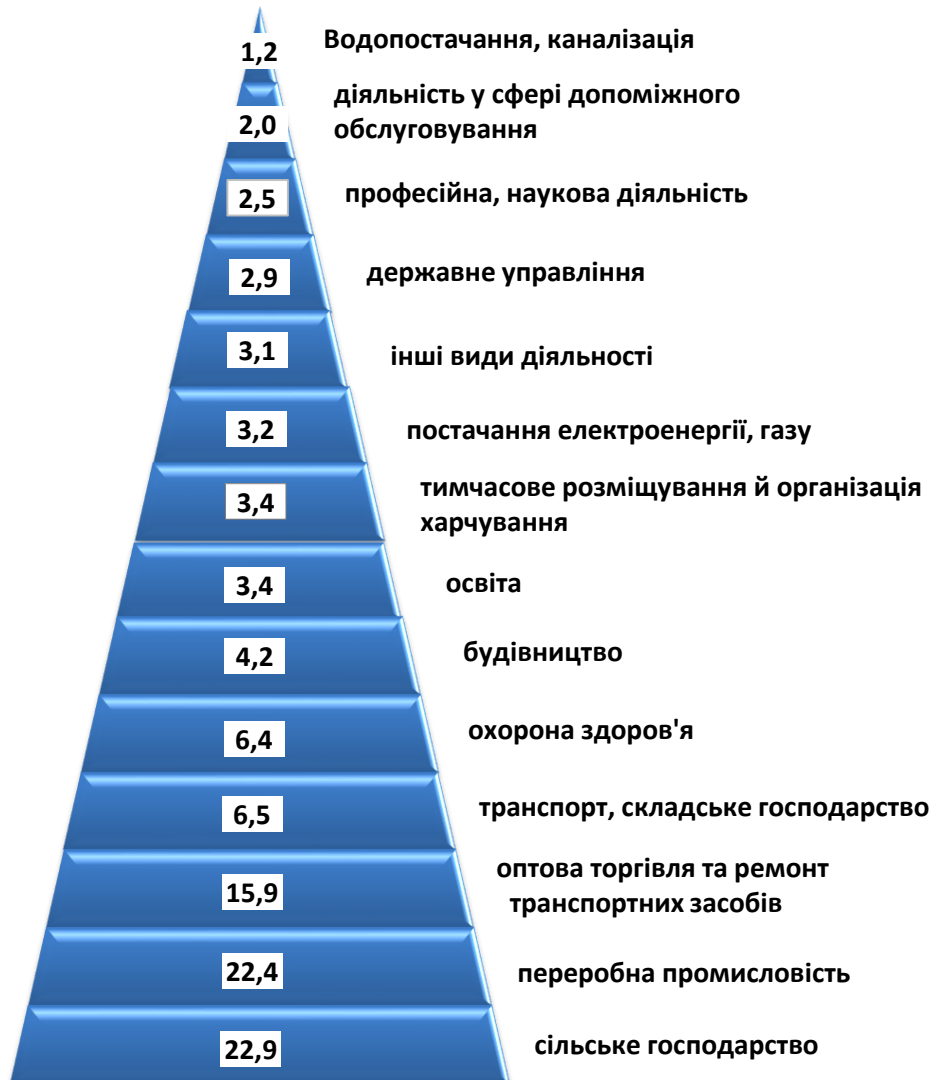 1,2 Водопостачання, каналізація
діяльність у сфері допоміжного
2,0 обслуговування
2,5 професійна, наукова діяльність
2,9 державне управління
3,1 інші види діяльності
3,2 постачання електроенергії, газу
тимчасове розміщування й організація
3,4 харчування
3,4 освіта
4,2 будівництво
6,4 охорона здоров'я
6,5 транспорт, складське господарство
оптова торгівля та ремонт
15,9 транспортних засобів
22,4 переробна промисловість
22,9 сільське господарство